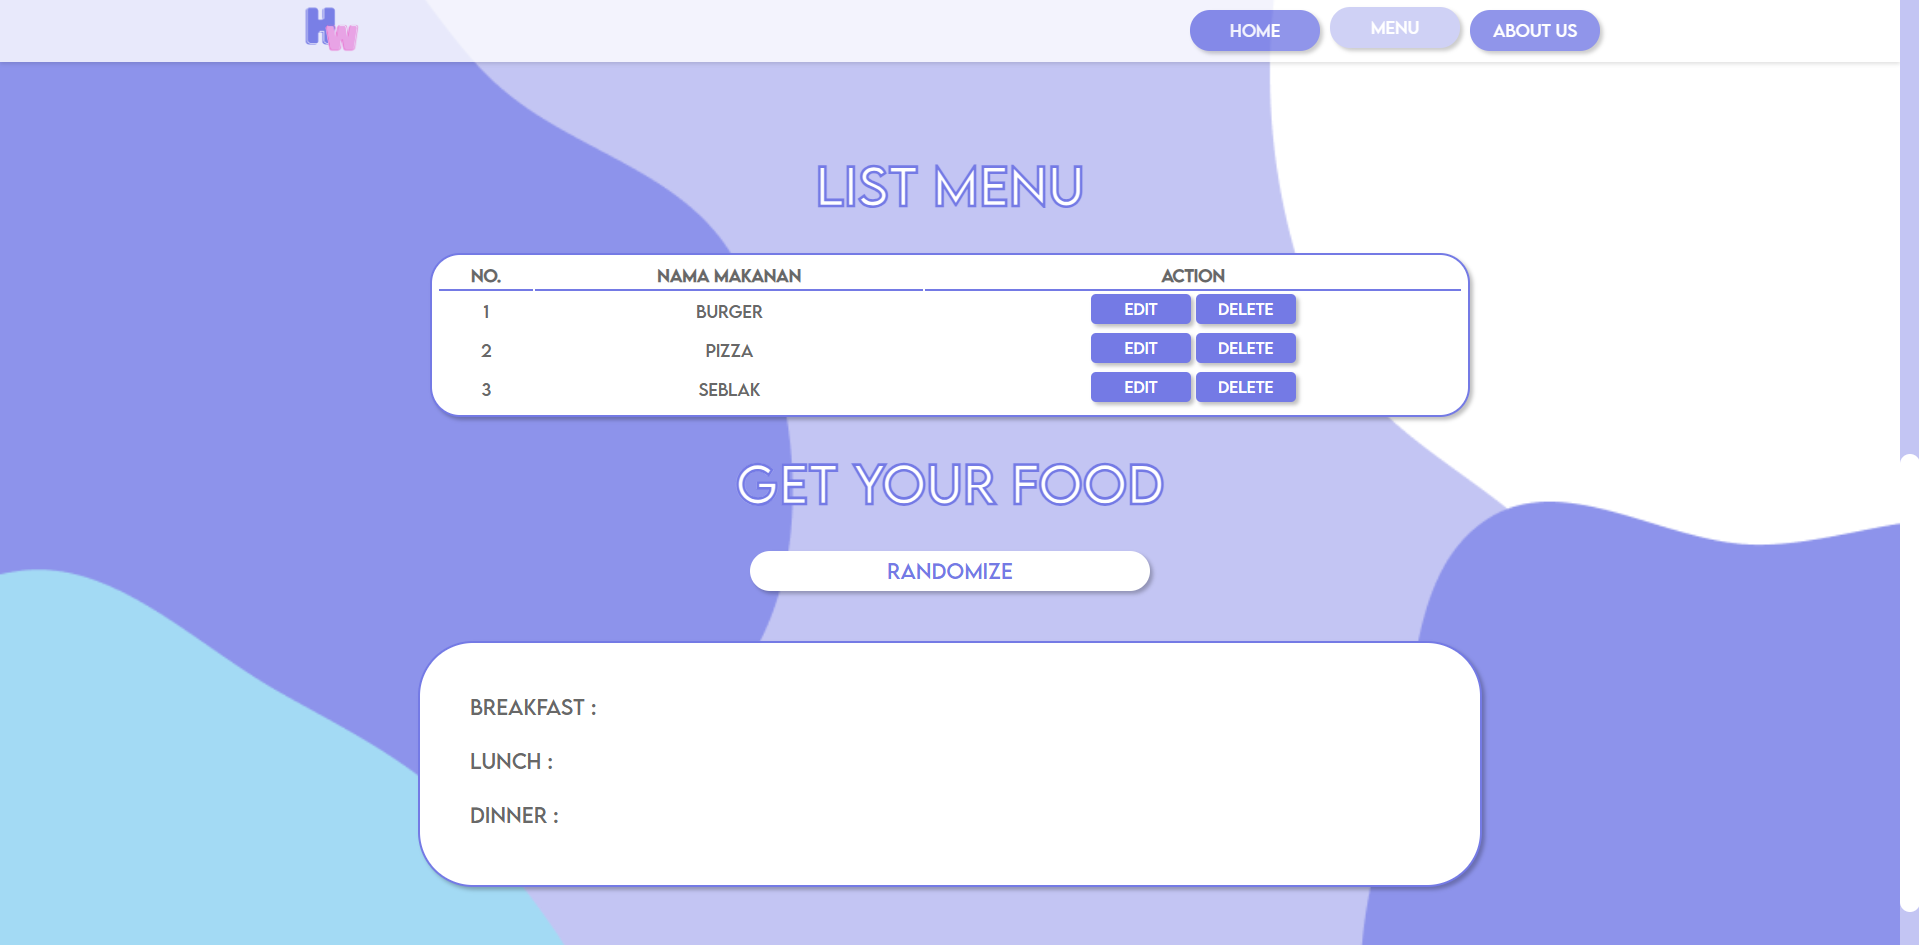 HW HOME MENU ABOUT US
LIST MENU
NO. NAMA MAKANAN ACTION
1 BURGER EDIT DELETE
2 PIZZA EDIT DELETE
3 SEBLAK EDIT DELETE
GET YOUR FOOD
RANDOMIZE
BREAKFAST :
LUNCH :
DINNER :